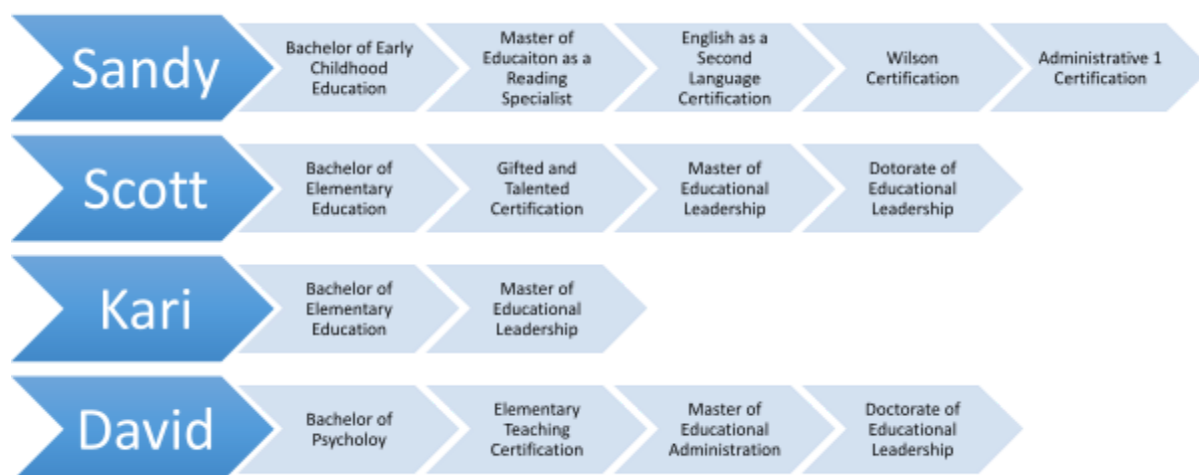 Sandy
Bachelor of Early
Childhood
Education
Master of
Educaiton as a
Reading
Specialist
English as a
Second
Language
Certification
Wilson
Certification
Administrative 1
Certification
Scott
Bachelor of
Elementary
Education
Gifted and
Talented
Certification
Master of
Educational
Leadership
Dotorate of
Educational
Leadership
Kari
Bachelor of
Elementary
Education
Master of
Educational
Leadership
David
Bachelor of
Psycholoy
Elementary
Teaching
Certification
Master of
Educational
Administration
Doctorate of
Educational
Leadership